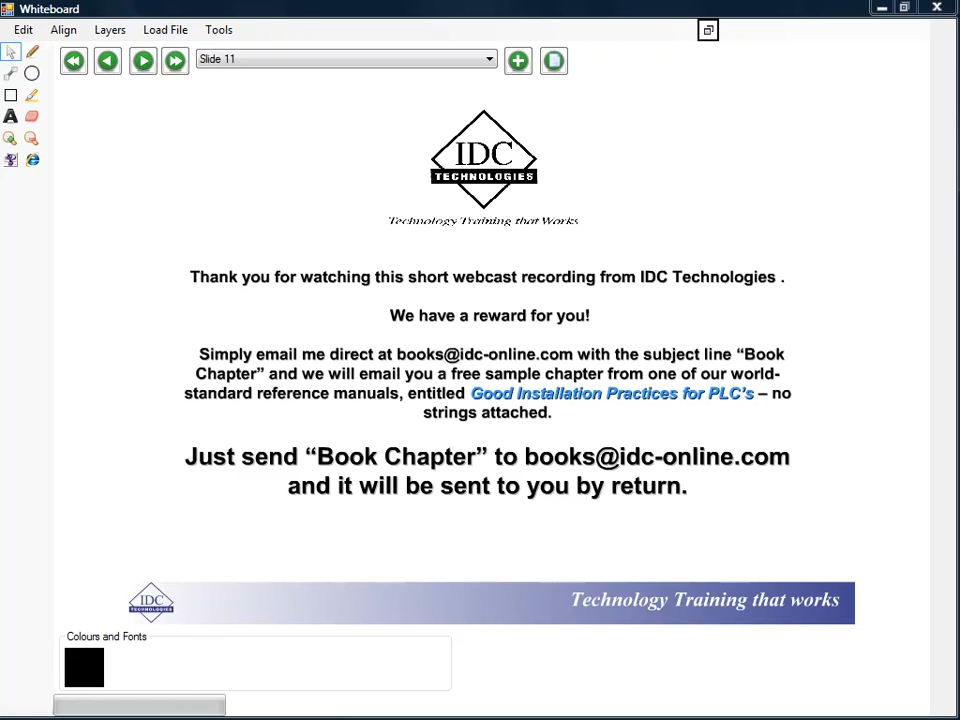 Whiteboard
Edit Align Layers Load File Tools
Slide 11
IDC
TECHNOLOGIES
Technology Training that Works
Thank you for watching this short webcast recording from IDC Technologies .
We have a reward for you!
Simply email me direct at books@idc-online.com with the subject line “Book
Chapter” and we will email you a free sample chapter from one of our world-
standard reference manuals, entitled Good Installation Practices for PLC’s – no
strings attached.
Just send “Book Chapter” to books@idc-online.com
and it will be sent to you by return.
IDC
TECHNOLOGIES
Technology Training that works
Colours and Fonts